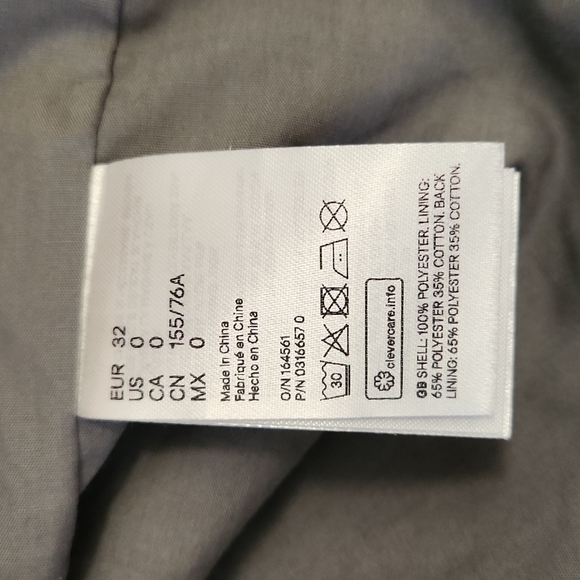 EUR 32
US 0
CA 0
CN 155/76A
MX 0
Made In China
Fabriqué en Chine
Hecho en China
O/N 164561
P/N 0316657 0
30
clevercare.info
GB SHELL: 100% POLYESTER. LINING:
65% POLYESTER 35% COTTON. BACK
LINING: 65% POLYESTER 35% COTTON.